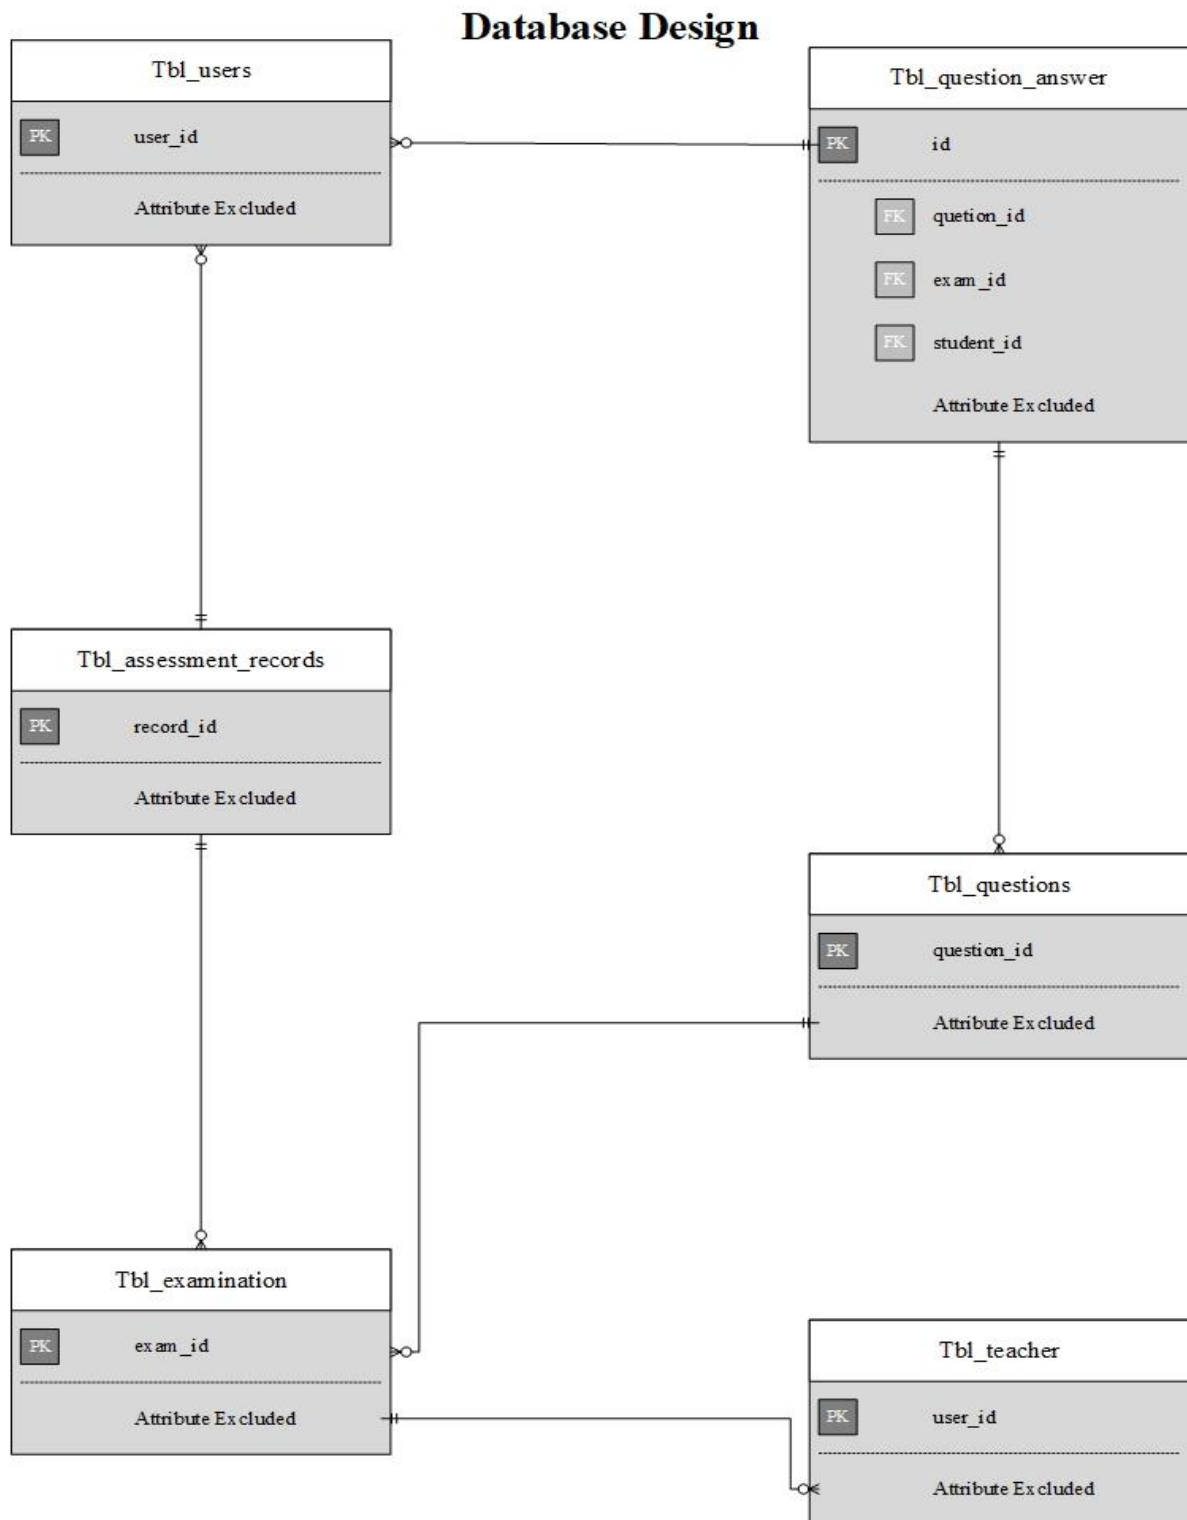 Database Design
Tbl_users
PK user_id
Attribute Excluded
Tbl_question_answer
PK id
FK quetion_id
FK exam_id
FK student_id
Attribute Excluded
Tbl_assessment_records
PK record_id
Attribute Excluded
Tbl_questions
PK question_id
Attribute Excluded
Tbl_examination
PK exam_id
Attribute Excluded
Tbl_teacher
PK user_id
Attribute Excluded